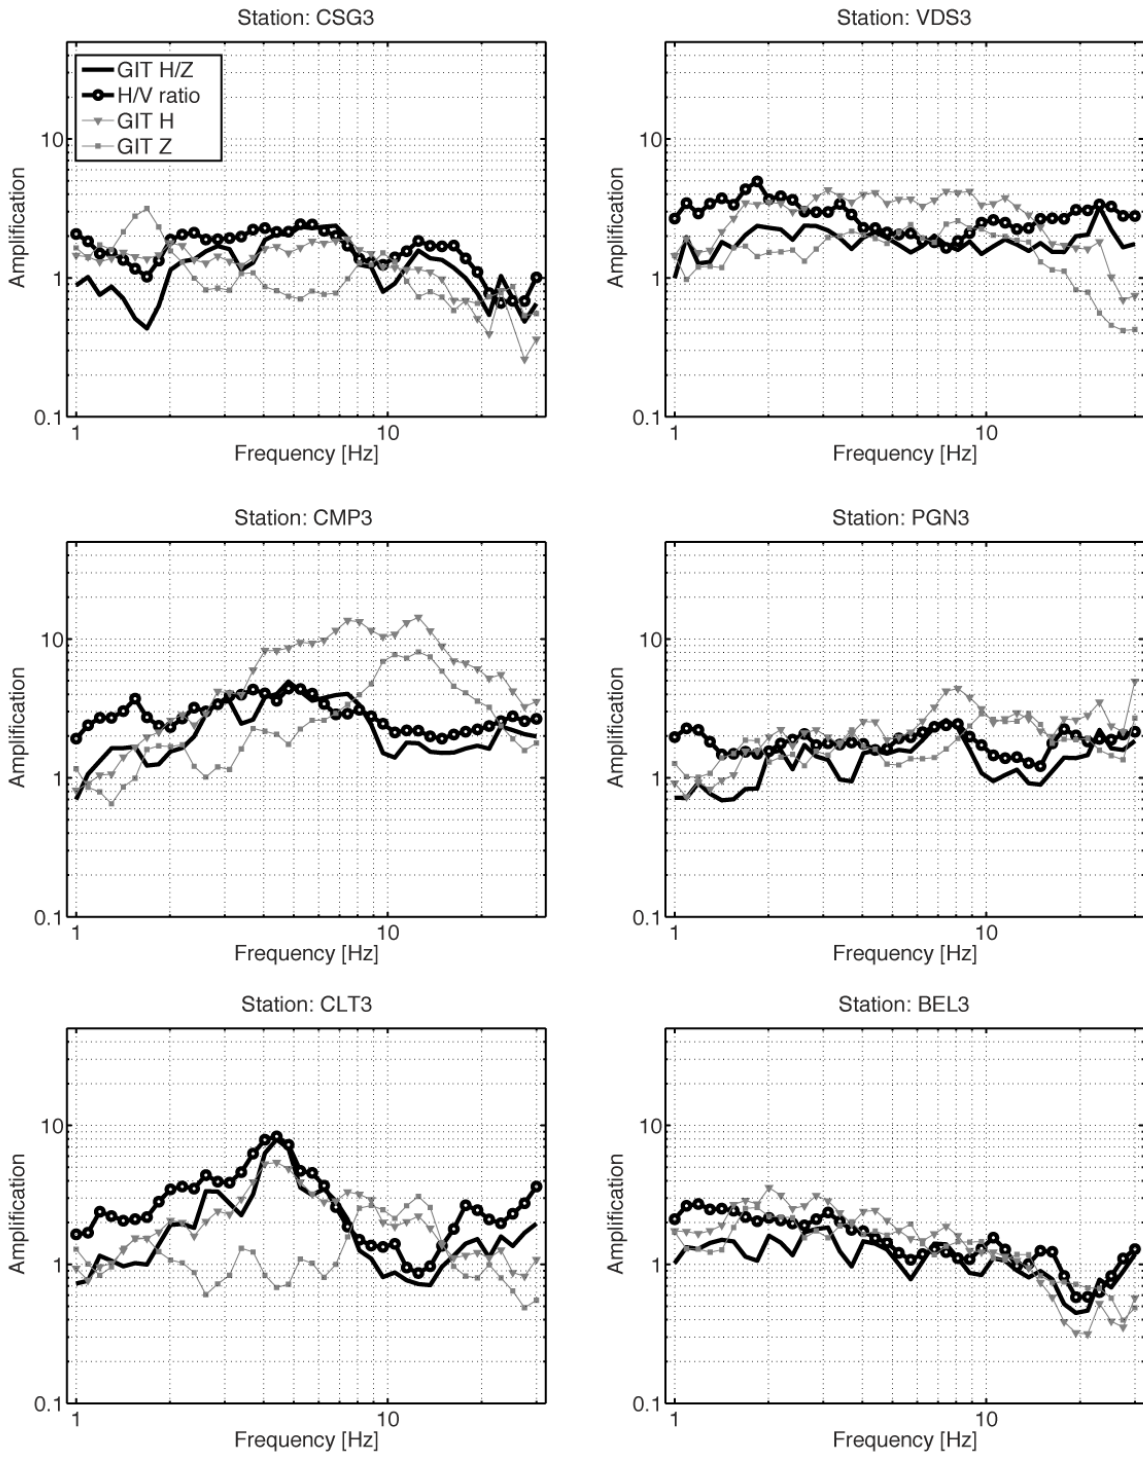 Station: CSG3
GIT H/Z
H/V ratio
GIT H
GIT Z
10
1
0.1
Amplification
1
10
Frequency [Hz]
Station: VDS3
10
1
0.1
Amplification
1
10
Frequency [Hz]
Station: CMP3
10
1
0.1
Amplification
1
10
Frequency [Hz]
Station: PGN3
10
1
0.1
Amplification
1
10
Frequency [Hz]
Station: CLT3
10
1
0.1
Amplification
1
10
Frequency [Hz]
Station: BEL3
10
1
0.1
Amplification
1
10
Frequency [Hz]